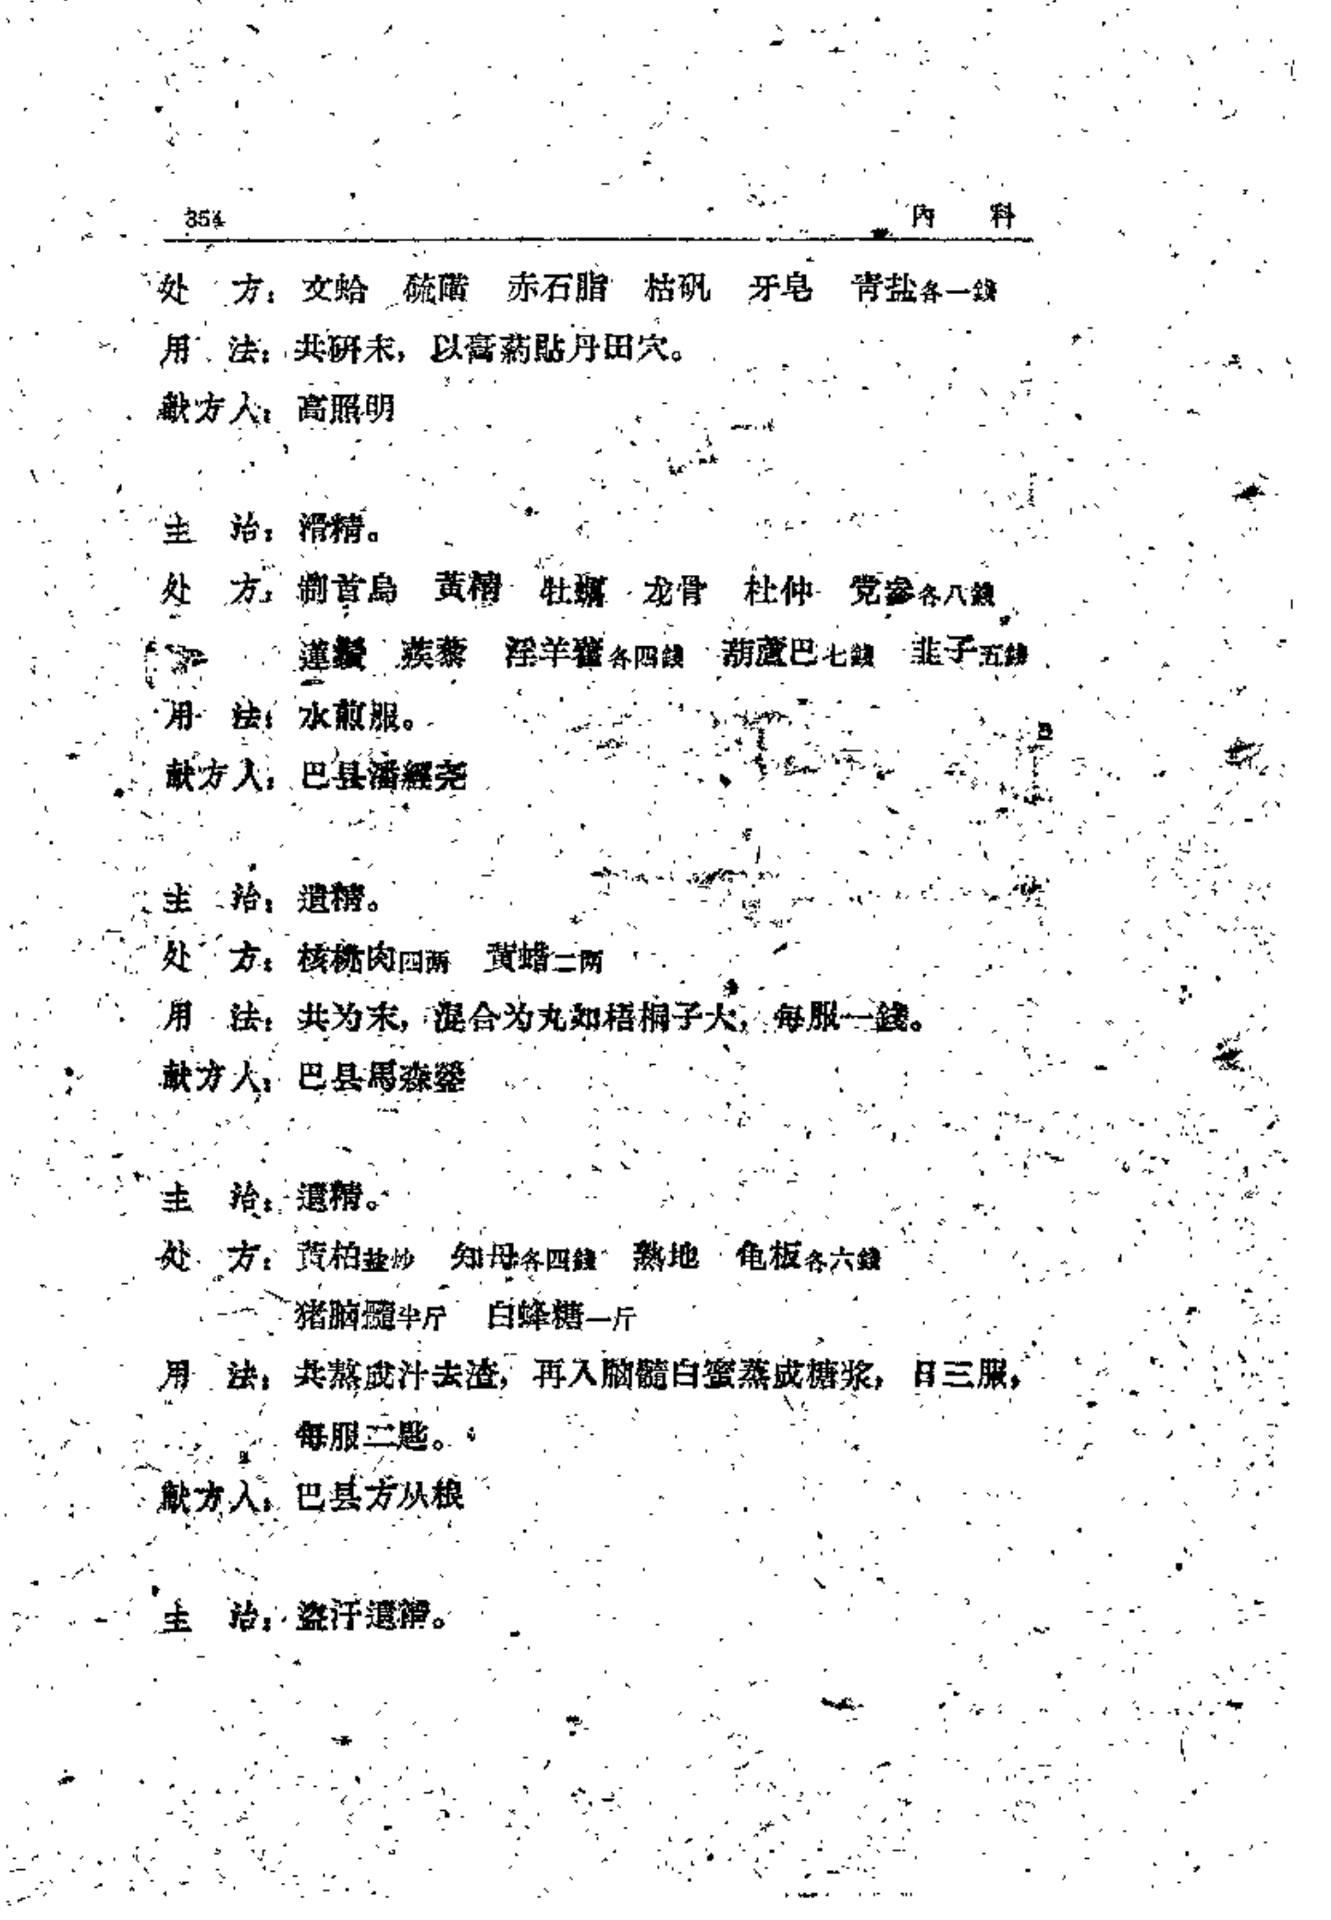 354 内 科
处 方：文蛤 硫黄 赤石脂 枯矾 牙皂 青盐各一錢
用 法：共研末，以膏药貼丹田穴。
献方人：高照明
主 治：滑精。
处 方：制首烏 黄精 牡蠣 龙骨 杜仲 党參各八錢
蓮鬚 蒺藜 淫羊藿各四錢 葫蘆巴七錢 韭子五錢
用 法：水煎服。
献方人：巴县潘經尧
主 治：遺精。
处 方：核桃肉四两 黄蜡二两
用 法：共为末，混合为丸如梧桐子大，每服一錢。
献方人：巴县馬森
主 治：遺精。
处 方：黄柏盐炒 知母各四錢 熟地 龟板各六錢
猪脑髓半斤 白蜂糖一斤
用 法：共熬成汁去渣，再入脑髓白蜜蒸成糖浆，日三服，
每服二匙。
献方人：巴县方从根
主 治：盗汗遺精。